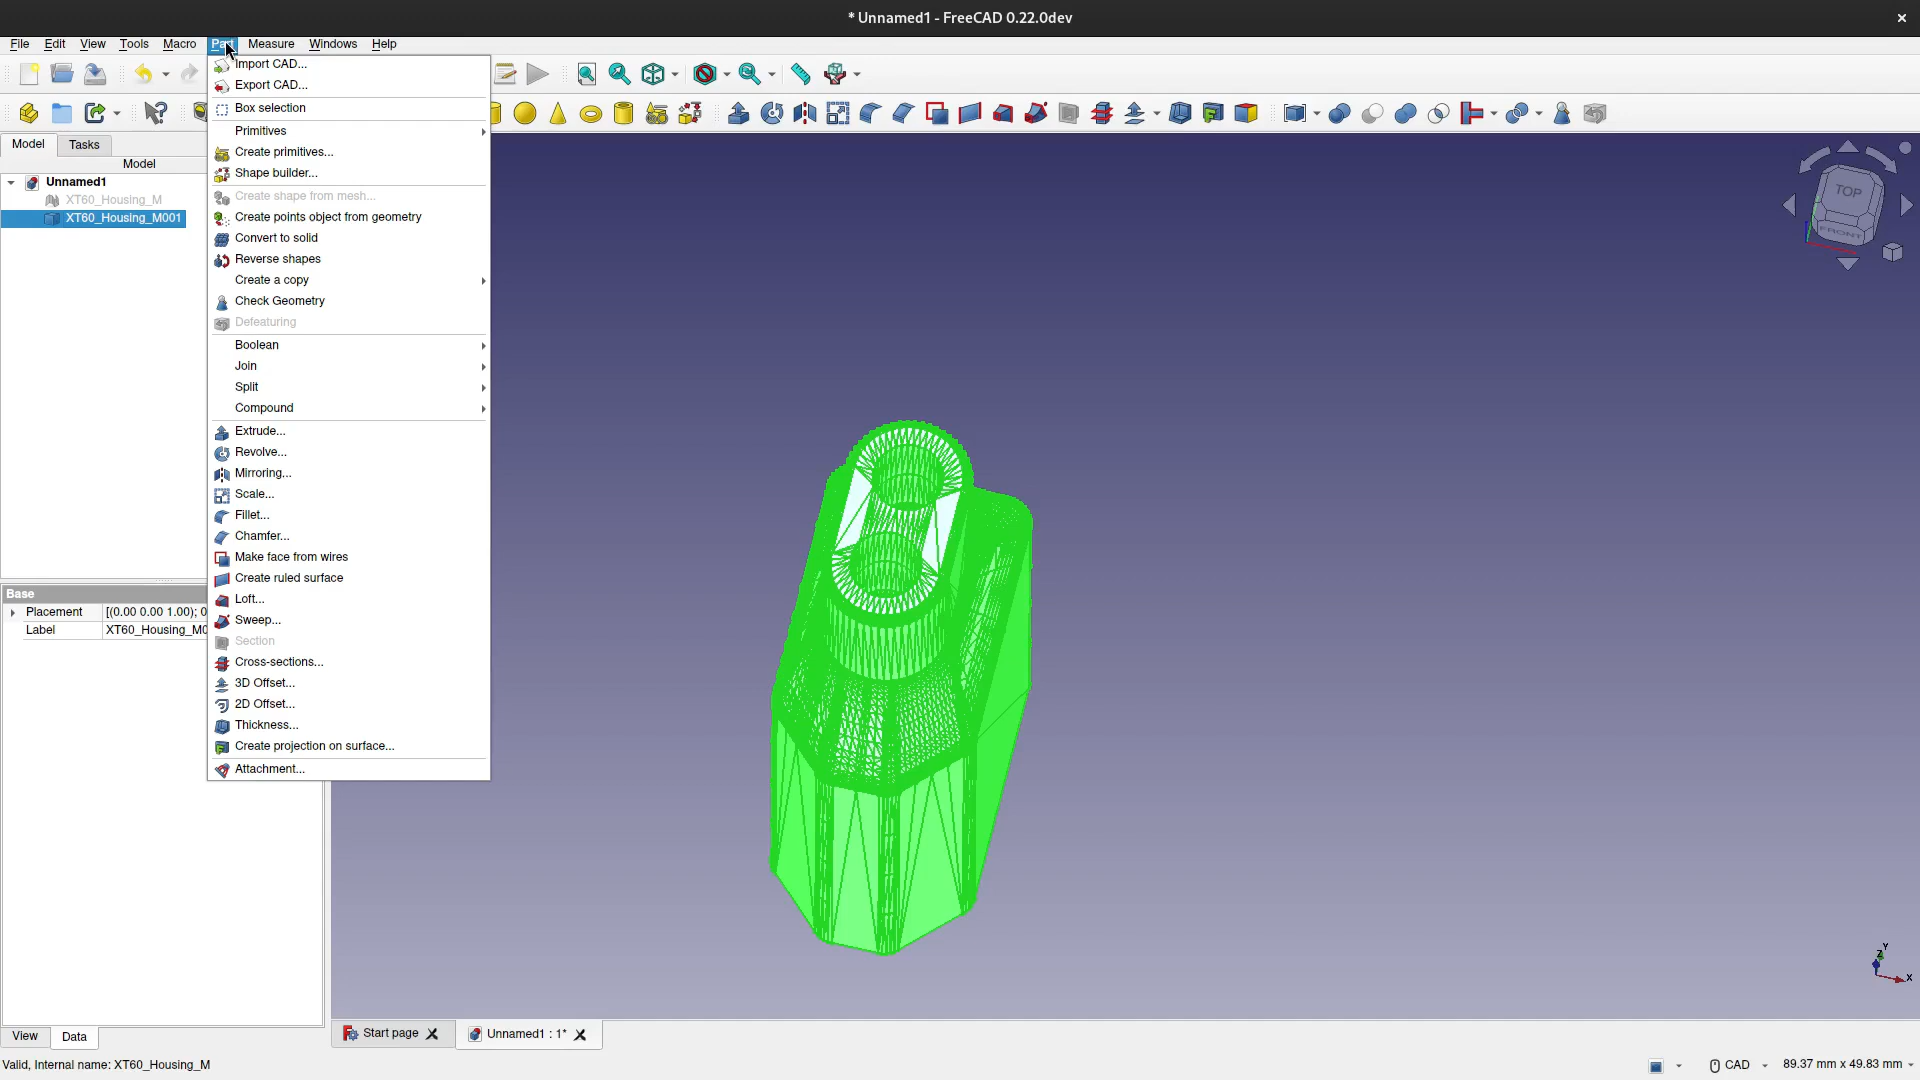 * Unnamed1 - FreeCAD 0.22.0dev
File Edit View Tools Macro Part Measure Windows Help
Import CAD...
Export CAD...
Box selection
Primitives
Create primitives...
Shape builder...
Create shape from mesh...
Create points object from geometry
Convert to solid
Reverse shapes
Create a copy
Check Geometry
Defeaturing
Boolean
Join
Split
Compound
Extrude...
Revolve...
Mirroring...
Scale...
Fillet...
Chamfer...
Make face from wires
Create ruled surface
Loft...
Sweep...
Section
Cross-sections...
3D Offset...
2D Offset...
Thickness...
Create projection on surface...
Attachment...
Model Tasks
Model
Unnamed1
XT60_Housing_M
XT60_Housing_M001
Base
Placement [(0.00 0.00 1.00); 0
Label XT60_Housing_M0
View Data
TOP
FRONT
Y
Z
X
Start page
Unnamed1 : 1*
Valid, Internal name: XT60_Housing_M
CAD
89.37 mm x 49.83 mm